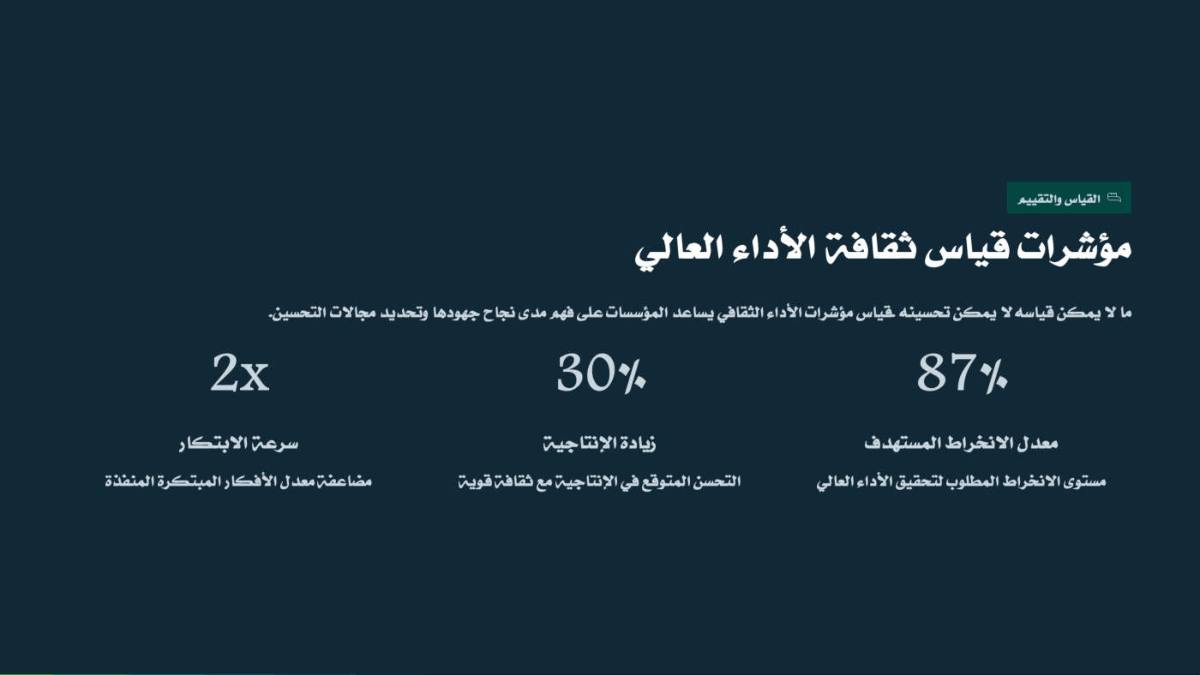 القياس والتقييم
مؤشرات قياس ثقافة الأداء العالي
ما لا يمكن قياسه لا يمكن تحسينه. قياس مؤشرات الأداء الثقافي يساعد المؤسسات على فهم مدى نجاح جهودها وتحديد مجالات التحسين.
87%
معدل الانخراط المستهدف
مستوى الانخراط المطلوب لتحقيق الأداء العالي
30%
زيادة الإنتاجية
التحسن المتوقع في الإنتاجية مع ثقافة قوية
2x
سرعة الابتكار
مضاعفة معدل الأفكار المبتكرة المنفذة